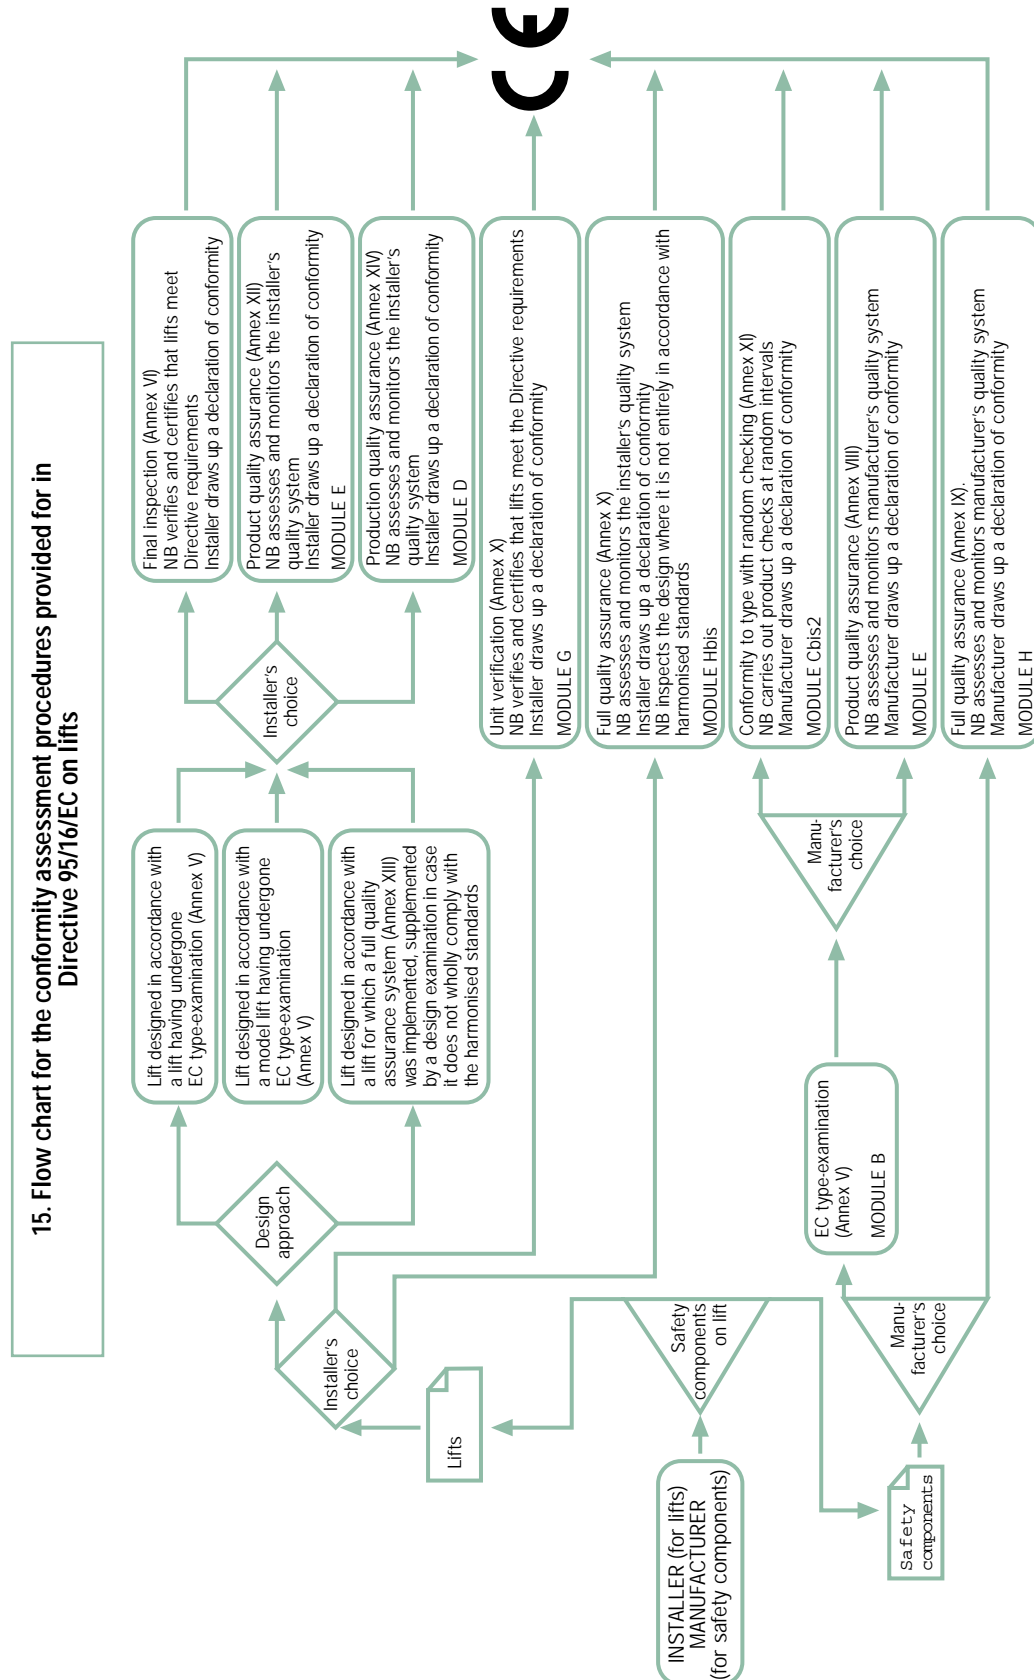 15. Flow chart for the conformity assessment procedures provided for in
Directive 95/16/EC on lifts
INSTALLER (for lifts)
MANUFACTURER
(for safety components)
Safety
components
on lift
Lifts
Installer's
choice
Design
approach
Lift designed in accordance with
a lift having undergone
EC type-examination (Annex V)
Lift designed in accordance with
a model lift having undergone
EC type-examination
(Annex V)
Lift designed in accordance with
a lift for which a full quality
assurance system (Annex XIII)
was implemented, supplemented
by a design examination in case
it does not wholly comply with
the harmonised standards
Installer's
choice
Final inspection (Annex VI)
NB verifies and certifies that lifts meet
Directive requirements
Installer draws up a declaration of conformity
Product quality assurance (Annex XII)
NB assesses and monitors the installer's
quality system
Installer draws up a declaration of conformity
MODULE E
Production quality assurance (Annex XIV)
NB assesses and monitors the installer's
quality system
Installer draws up a declaration of conformity
MODULE D
Unit verification (Annex X)
NB verifies and certifies that lifts meet the Directive requirements
Installer draws up a declaration of conformity
MODULE G
Full quality assurance (Annex X)
NB assesses and monitors the installer's quality system
Installer draws up a declaration of conformity
NB inspects the design where it is not entirely in accordance with
harmonised standards
MODULE Hbis
Safety
components
Manu-
facturer's
choice
EC type-examination
(Annex V)
MODULE B
Manu-
facturer's
choice
Conformity to type with random checking (Annex XI)
NB carries out product checks at random intervals
Manufacturer draws up a declaration of conformity
MODULE Cbis2
Product quality assurance (Annex VIII)
NB assesses and monitors manufacturer's quality system
Manufacturer draws up a declaration of conformity
MODULE E
Full quality assurance (Annex IX).
NB assesses and monitors manufacturer's quality system
Manufacturer draws up a declaration of conformity
MODULE H
CE